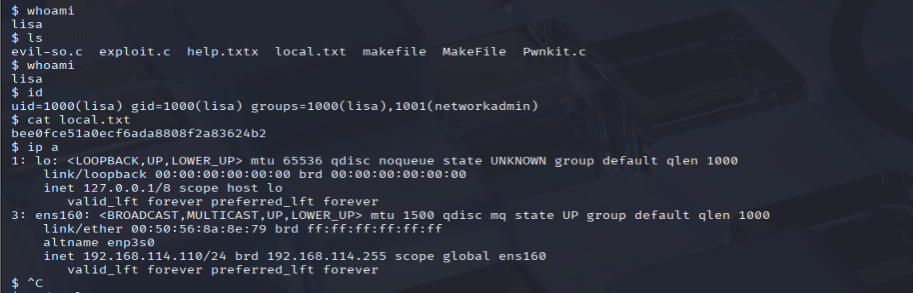 $ whoami
lisa
$ ls
evil-so.c exploit.c help.txtx local.txt makefile MakeFile Pwnkit.c
$ whoami
lisa
$ id
uid=1000(lisa) gid=1000(lisa) groups=1000(lisa),1001(networkadmin)
$ cat local.txt
bee0fce51a0ecf6ada8808f2a83624b2
$ ip a
1: lo: <LOOPBACK,UP,LOWER_UP> mtu 65536 qdisc noqueue state UNKNOWN group default qlen 1000
link/loopback 00:00:00:00:00:00 brd 00:00:00:00:00:00
inet 127.0.0.1/8 scope host lo
valid_lft forever preferred_lft forever
3: ens160: <BROADCAST,MULTICAST,UP,LOWER_UP> mtu 1500 qdisc mq state UP group default qlen 1000
link/ether 00:50:56:8a:8e:79 brd ff:ff:ff:ff:ff:ff
altname enp3s0
inet 192.168.114.110/24 brd 192.168.114.255 scope global ens160
valid_lft forever preferred_lft forever
$ ^C